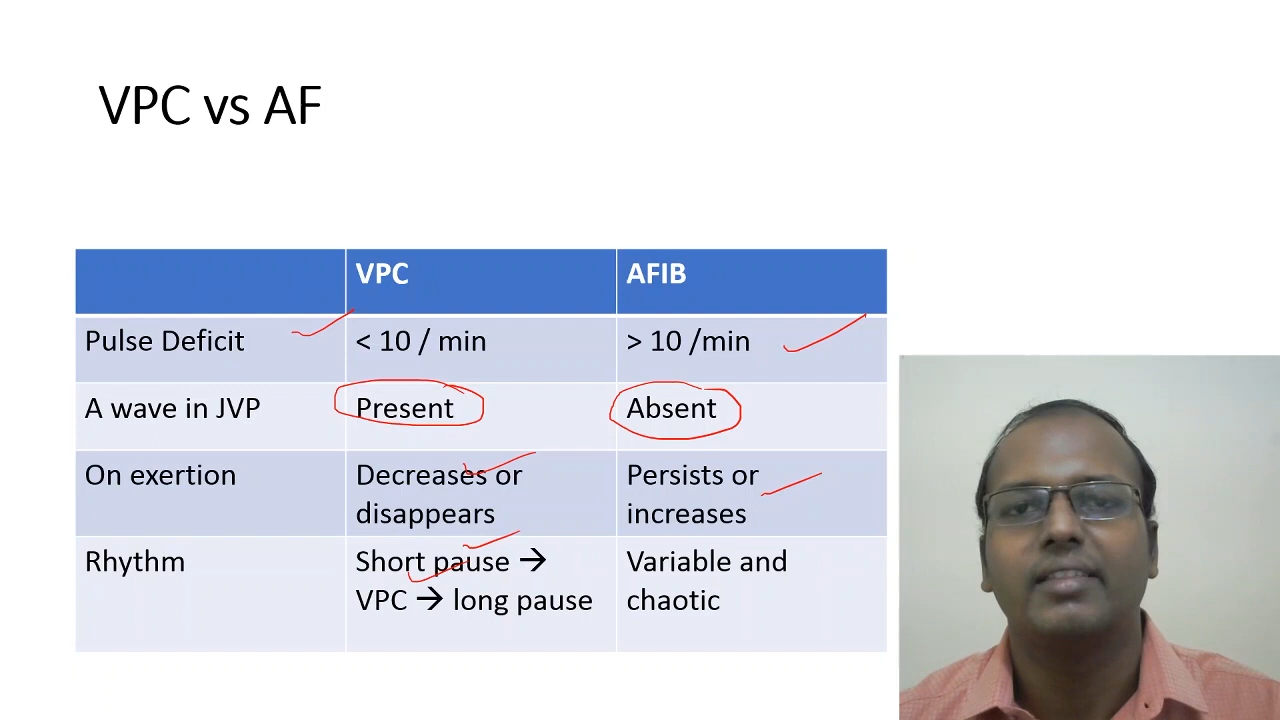 VPC vs AF
VPC AFIB
Pulse Deficit < 10 / min > 10 /min
A wave in JVP Present Absent
On exertion Decreases or disappears Persists or increases
Rhythm Short pause → VPC → long pause Variable and chaotic